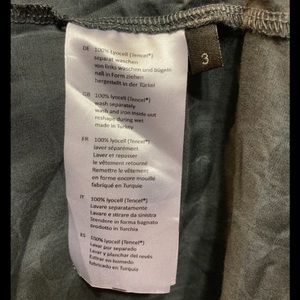 3
DE 100% Lyocell (Tencel®)
separat waschen
von links waschen und bügeln
naß in Form ziehen
hergestellt in der Türkei
GB 100% lyocell (Tencel®)
wash separately
wash and iron inside out
reshape during wet
made in Turkey
FR 100% lyocell (Tencel®)
Laver séparément
Laver et repasser
le vêtement retourné
Remettre le vêtement
en forme encore mouillé
fabriqué en Turquie
IT 100% lyocell (Tencel®)
Lavare separatamente
Lavare e stirare da sinistra
Stendere in forma bagnato
prodotto in Turchia
ES 100% lyocell (Tencel®)
Lavar por separado
Lavar y planchar del revés
Estirar en húmedo
fabricado en Turquía